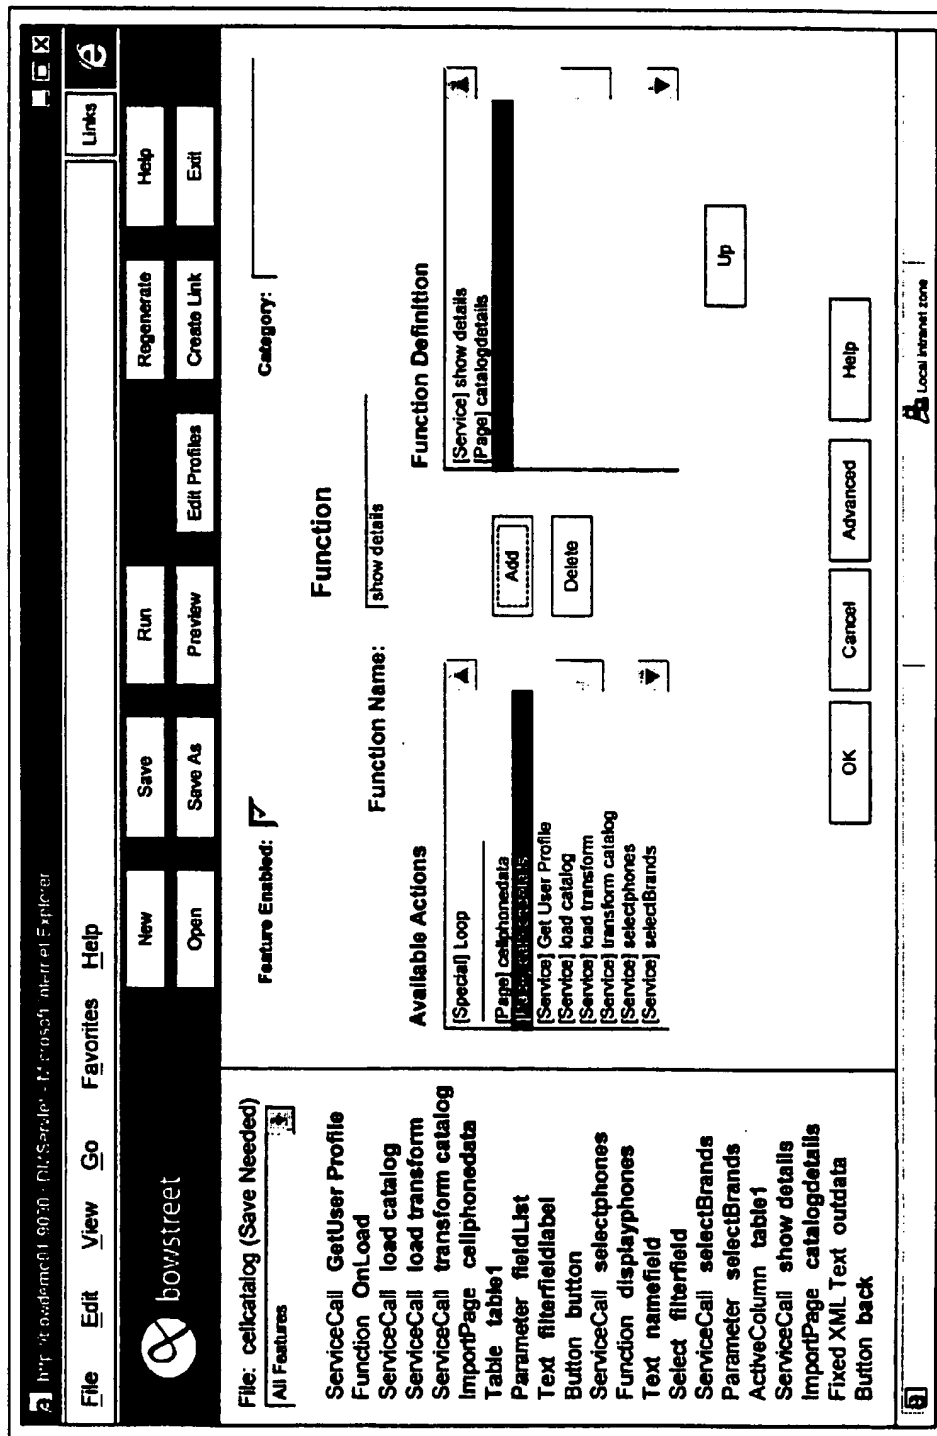 Microsoft Internet Explorer
File Edit View Go Favorites Help
Links
bowstreet
New Save Run Regenerate Help
Open Save As Preview Edit Profiles Create Link Exit
File: cellcatalog (Save Needed)
All Features
ServiceCall GetUser Profile
Function OnLoad
ServiceCall load catalog
ServiceCall load transform
ServiceCall transform catalog
ImportPage cellphonedata
Table table1
Parameter fieldList
Text filterfieldlabel
Button button
ServiceCall selectphones
Function displayphones
Text namefield
Select filterfield
ServiceCall selectBrands
Parameter selectBrands
ActiveColumn table1
ServiceCall show details
ImportPage catalogdetails
Fixed XML Text outdata
Button back
Feature Enabled:
Category:
Function
Function Name:
show details
Available Actions
[Special] Loop
[Page] cellphonedata
[Service] Get User Profile
[Service] load catalog
[Service] load transform
[Service] transform catalog
[Service] selectphones
[Service] selectBrands
Add
Delete
Function Definition
[Service] show details
[Page] catalogdetails
Up
OK Cancel Advanced Help
Local intranet zone